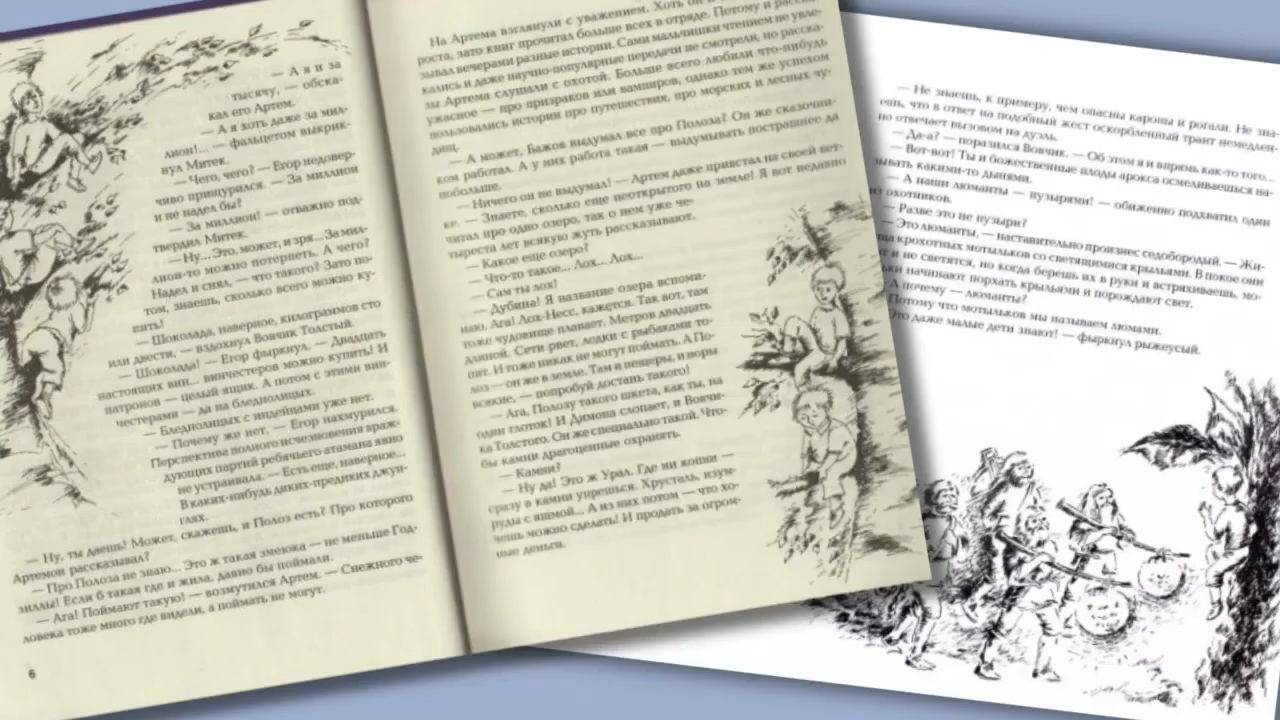 — А я и за
тысячу, — обска-
кал его Артем.
— А я хоть даже за мил-
лион!... — фальцетом выкрик-
нул Митек.
— Чего, чего? — Егор недовер-
чиво прищурился. — За миллион
и не надел бы?
— За миллион! — отважно под-
твердил Митек.
— Ну... Это, может, и зря... За мил-
лион-то можно потерпеть. А чего?
Надел и снял, — что такого? Зато по-
том, знаешь, сколько всего можно ку-
пить!
— Шоколада, наверное, килограммов сто
или двести, — вздохнул Вовчик Толстый.
— Шоколада! — Егор фыркнул. — Двадцать
настоящих вин... винчестеров можно купить! И
патронов — целый ящик. А потом с этими вин-
честерами — да на бледнолицых.
— Бледнолицых с индейцами уже нет.
— Почему же нет, — Егор нахмурился.
Перспектива полного исчезновения враж-
дующих партий ребячьего атамана явно
не устраивала. — Есть еще, наверное...
В каких-нибудь диких-предиких джун-
глях.
— Ну, ты даешь! Может, скажешь, и Полоз есть? Про которого
Артемон рассказывал?
— Про Полоза не знаю... Это ж такая змеюка — не меньше Год-
зиллы! Если б такая где и жила, давно бы поймали.
— Ага! Поймают такую! — возмутился Артем. — Снежного че-
ловека тоже много где видели, а поймать не могут.
6
На Артема взглянули с уважением. Хоть он и
роста, зато книг прочитал больше всех в отряде. Потому и расска-
зывал вечерами разные истории. Сами мальчишки чтением не увле-
кались и даже научно-популярные передачи не смотрели, но расска-
зы Артема слушали с охотой. Больше всего любили что-нибудь
ужасное — про призраков или вампиров, однако тем же успехом
пользовались истории про путешествия, про морских и лесных чу-
дищ.
— А может, Бажов выдумал все про Полоза? Он же сказочни-
ком работал. А у них работа такая — выдумывать пострашнее да
побольше.
— Ничего он не выдумал! — Артем даже привстал на своей вет-
ке. — Знаете, сколько еще неоткрытого на земле! Я вот недавно
читал про одно озеро, так о нем уже че-
тыреста лет всякую жуть рассказывают.
— Какое еще озеро?
— Что-то такое... Лох... Лох...
— Сам ты лох!
— Дубина! Я название озера вспоми-
наю. Ага! Лох-Несс, кажется. Так вот, там
тоже чудовище плавает. Метров двадцать
длиной. Сети рвет, лодки с рыбаками то-
пит. И тоже никак не могут поймать. А По-
лоз — он же в земле. Там и пещеры, и норы
всякие, — попробуй достань такого!
— Ага, Полозу такого шкета, как ты, на
один глоток! И Димона слопает, и Вовчи-
ка Толстого. Он же специально такой. Что-
бы камни драгоценные охранять.
— Камни?
— Ну да! Это ж Урал. Где ни копни —
сразу в камни упрешься. Хрусталь, изум-
руды с яшмой... А из них потом — что хо-
чешь можно сделать! И продать за огром-
ные деньги.
— Не знаешь, к примеру, чем опасны кароны и рогали. Не зна-
ешь, что в ответ на подобный жест оскорбленный траит немедлен-
но отвечает вызовом на дуэль.
— Да-а? — поразился Вовчик. — Об этом я и впрямь как-то того...
— Вот-вот! Ты и божественные плоды арокса осмеливаешься на-
зывать какими-то дынями.
— А наши люманты — пузырями! — обиженно подхватил один
из охотников.
— Разве это не пузыри?
— Это люманты, — наставительно произнес седобородый. — Жи-
ца крохотных мотыльков со светящимися крыльями. В покое они
и не светятся, но когда берешь их в руки и встряхиваешь, мо-
ьки начинают порхать крыльями и порождают свет.
А почему — люманты?
Потому что мотыльков мы называем люмами.
Это даже малые дети знают! — фыркнул рыжеусый.